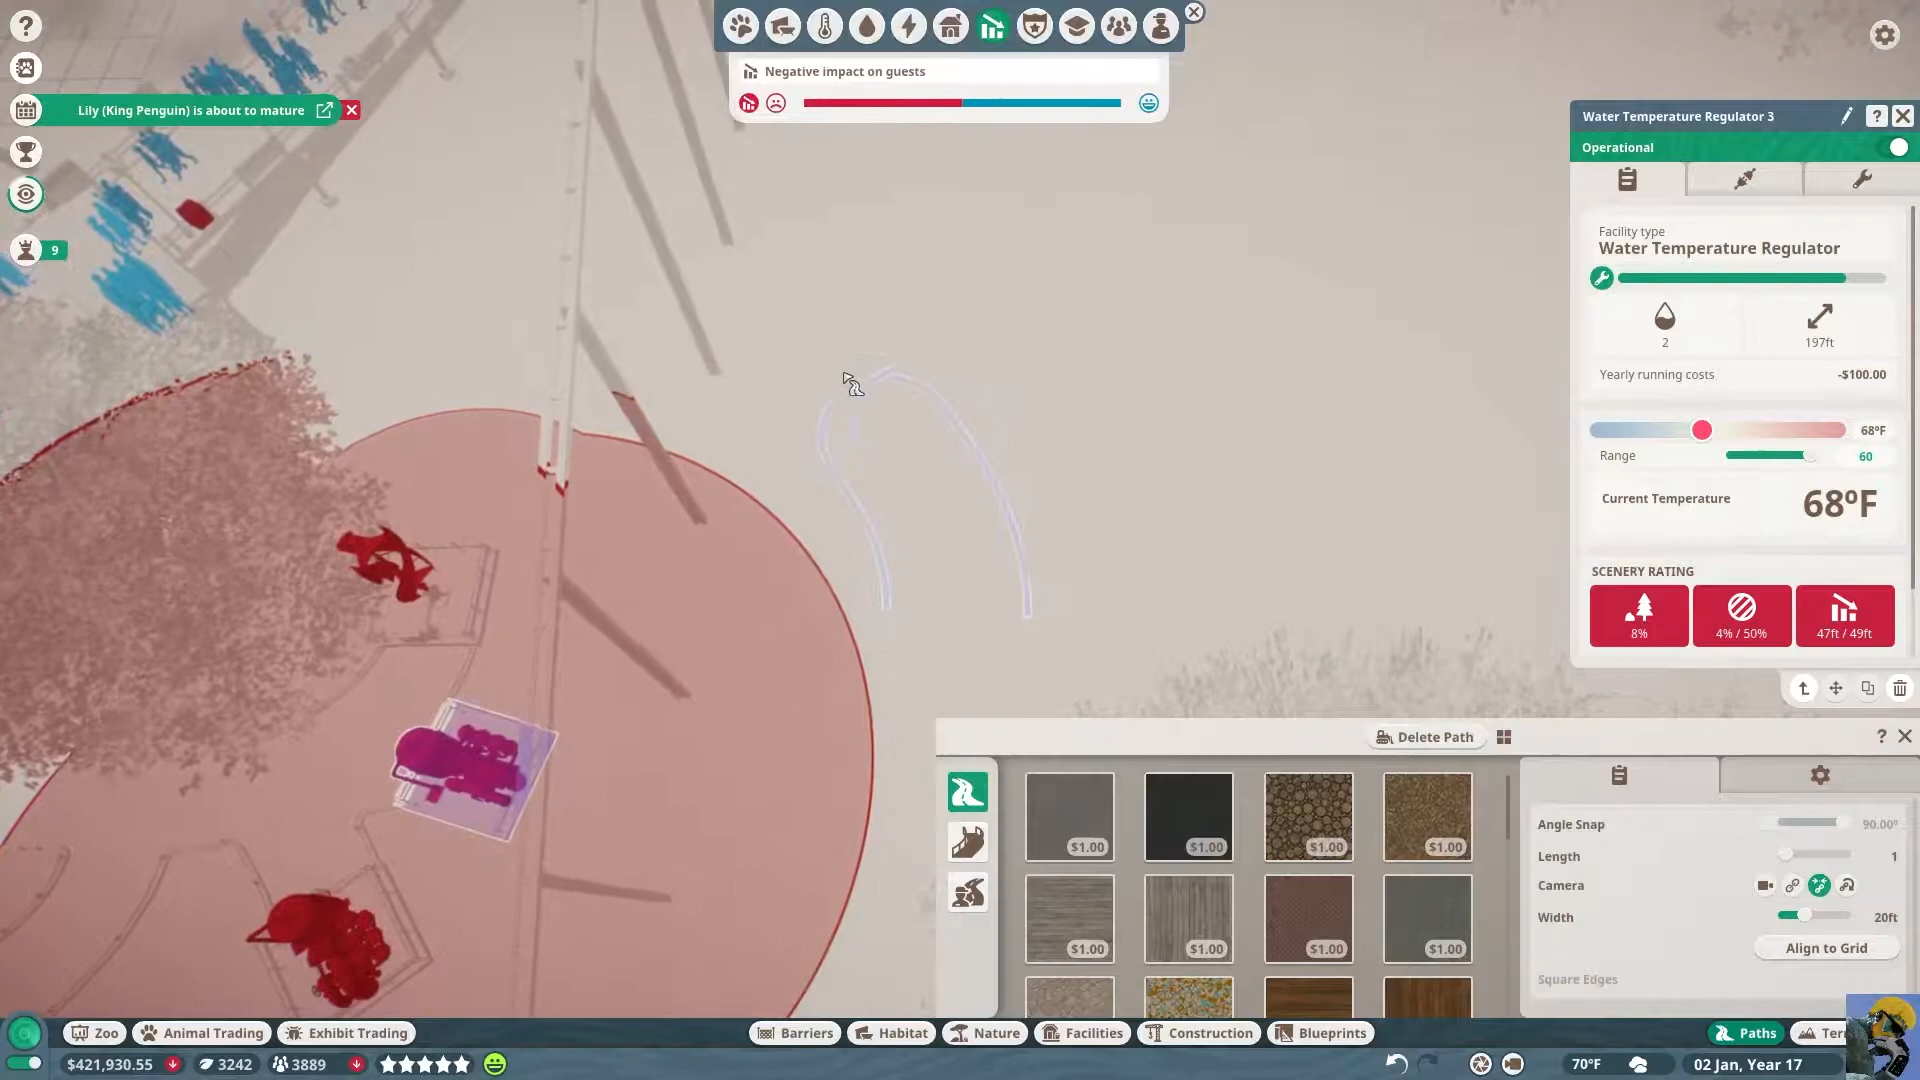 Negative impact on guests
Lily (King Penguin) is about to mature
9
Water Temperature Regulator 3
?
Operational
Facility type
Water Temperature Regulator
2
197ft
Yearly running costs
-$100.00
68ºF
Range
60
Current Temperature
68ºF
SCENERY RATING
8%
4% / 50%
47ft / 49ft
Delete Path
?
$1.00
$1.00
$1.00
$1.00
$1.00
$1.00
$1.00
$1.00
Angle Snap
90.00º
Length
1
Camera
Width
20ft
Align to Grid
Square Edges
Zoo
Animal Trading
Exhibit Trading
Barriers
Habitat
Nature
Facilities
Construction
Blueprints
Paths
$421,930.55
3242
3889
70ºF
02 Jan, Year 17